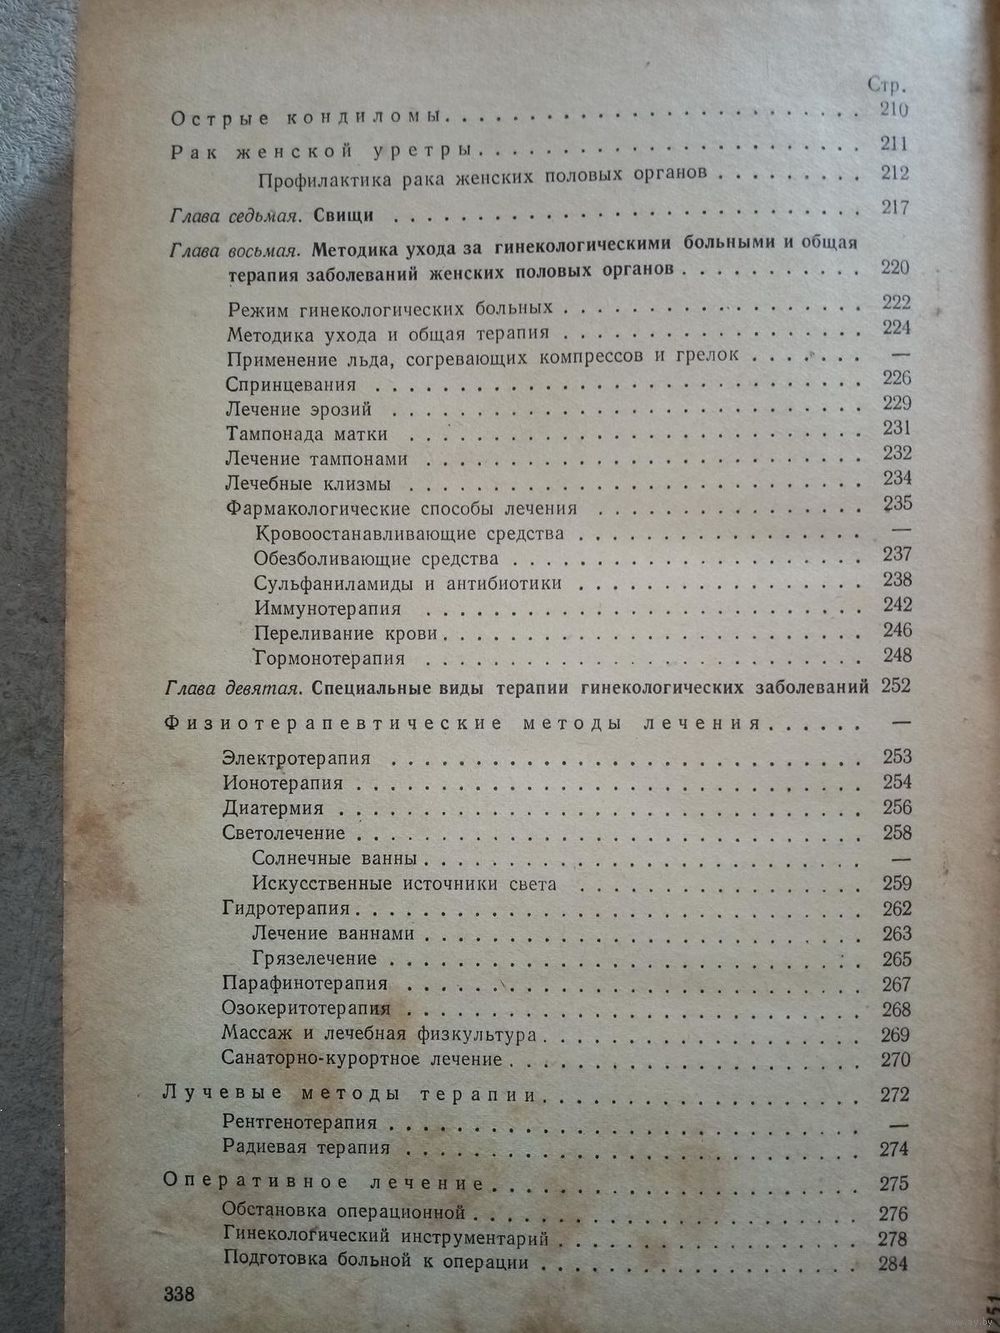 Стр.
Острые кондиломы. . . . . . . . . . . . . . . . . . . . . . . . . 210
Рак женской уретры. . . . . . . . . . . . . . . . . . . . . . . 211
Профилактика рака женских половых органов . . . . . . . . . 212
Глава седьмая. Свищи . . . . . . . . . . . . . . . . . . . . . . . . . . . . 217
Глава восьмая. Методика ухода за гинекологическими больными и общая
терапия заболеваний женских половых органов . . . . . . . . . . . 220
Режим гинекологических больных . . . . . . . . . . . . . . . . . . 222
Методика ухода и общая терапия . . . . . . . . . . . . . . . . . . 224
Применение льда, согревающих компрессов и грелок . . . . . . . —
Спринцевания . . . . . . . . . . . . . . . . . . . . . . . . . . . . . 226
Лечение эрозий . . . . . . . . . . . . . . . . . . . . . . . . . . . . 229
Тампонада матки . . . . . . . . . . . . . . . . . . . . . . . . . . . 231
Лечение тампонами . . . . . . . . . . . . . . . . . . . . . . . . . . 232
Лечебные клизмы . . . . . . . . . . . . . . . . . . . . . . . . . . . 234
Фармакологические способы лечения . . . . . . . . . . . . . . . . 235
Кровоостанавливающие средства . . . . . . . . . . . . . . . . . —
Обезболивающие средства . . . . . . . . . . . . . . . . . . . . . 237
Сульфаниламиды и антибиотики . . . . . . . . . . . . . . . . . 238
Иммунотерапия . . . . . . . . . . . . . . . . . . . . . . . . . . 242
Переливание крови . . . . . . . . . . . . . . . . . . . . . . . . . 246
Гормонотерапия . . . . . . . . . . . . . . . . . . . . . . . . . . 248
Глава девятая. Специальные виды терапии гинекологических заболеваний 252
Физиотерапевтические методы лечения . . . . . . —
Электротерапия . . . . . . . . . . . . . . . . . . . . . . . . . . . . 253
Ионотерапия . . . . . . . . . . . . . . . . . . . . . . . . . . . . . . 254
Диатермия . . . . . . . . . . . . . . . . . . . . . . . . . . . . . . . 256
Светолечение . . . . . . . . . . . . . . . . . . . . . . . . . . . . . . 258
Солнечные ванны . . . . . . . . . . . . . . . . . . . . . . . . . . —
Искусственные источники света . . . . . . . . . . . . . . . . . 259
Гидротерапия . . . . . . . . . . . . . . . . . . . . . . . . . . . . . . 262
Лечение ваннами . . . . . . . . . . . . . . . . . . . . . . . . . . 263
Грязелечение . . . . . . . . . . . . . . . . . . . . . . . . . . . . 265
Парафинотерапия . . . . . . . . . . . . . . . . . . . . . . . . . . . 267
Озокеритотерапия . . . . . . . . . . . . . . . . . . . . . . . . . . . 268
Массаж и лечебная физкультура . . . . . . . . . . . . . . . . . . . 269
Санаторно-курортное лечение . . . . . . . . . . . . . . . . . . . . . 270
Лучевые методы терапии . . . . . . . . . . . . . . . . . . . 272
Рентгенотерапия . . . . . . . . . . . . . . . . . . . . . . . . . . . . —
Радиевая терапия . . . . . . . . . . . . . . . . . . . . . . . . . . . 274
Оперативное лечение . . . . . . . . . . . . . . . . . . . . . . 275
Обстановка операционной . . . . . . . . . . . . . . . . . . . . . . . 276
Гинекологический инструментарий . . . . . . . . . . . . . . . . . . 278
Подготовка больной к операции . . . . . . . . . . . . . . . . . . . 284
338
251
www.ay.by